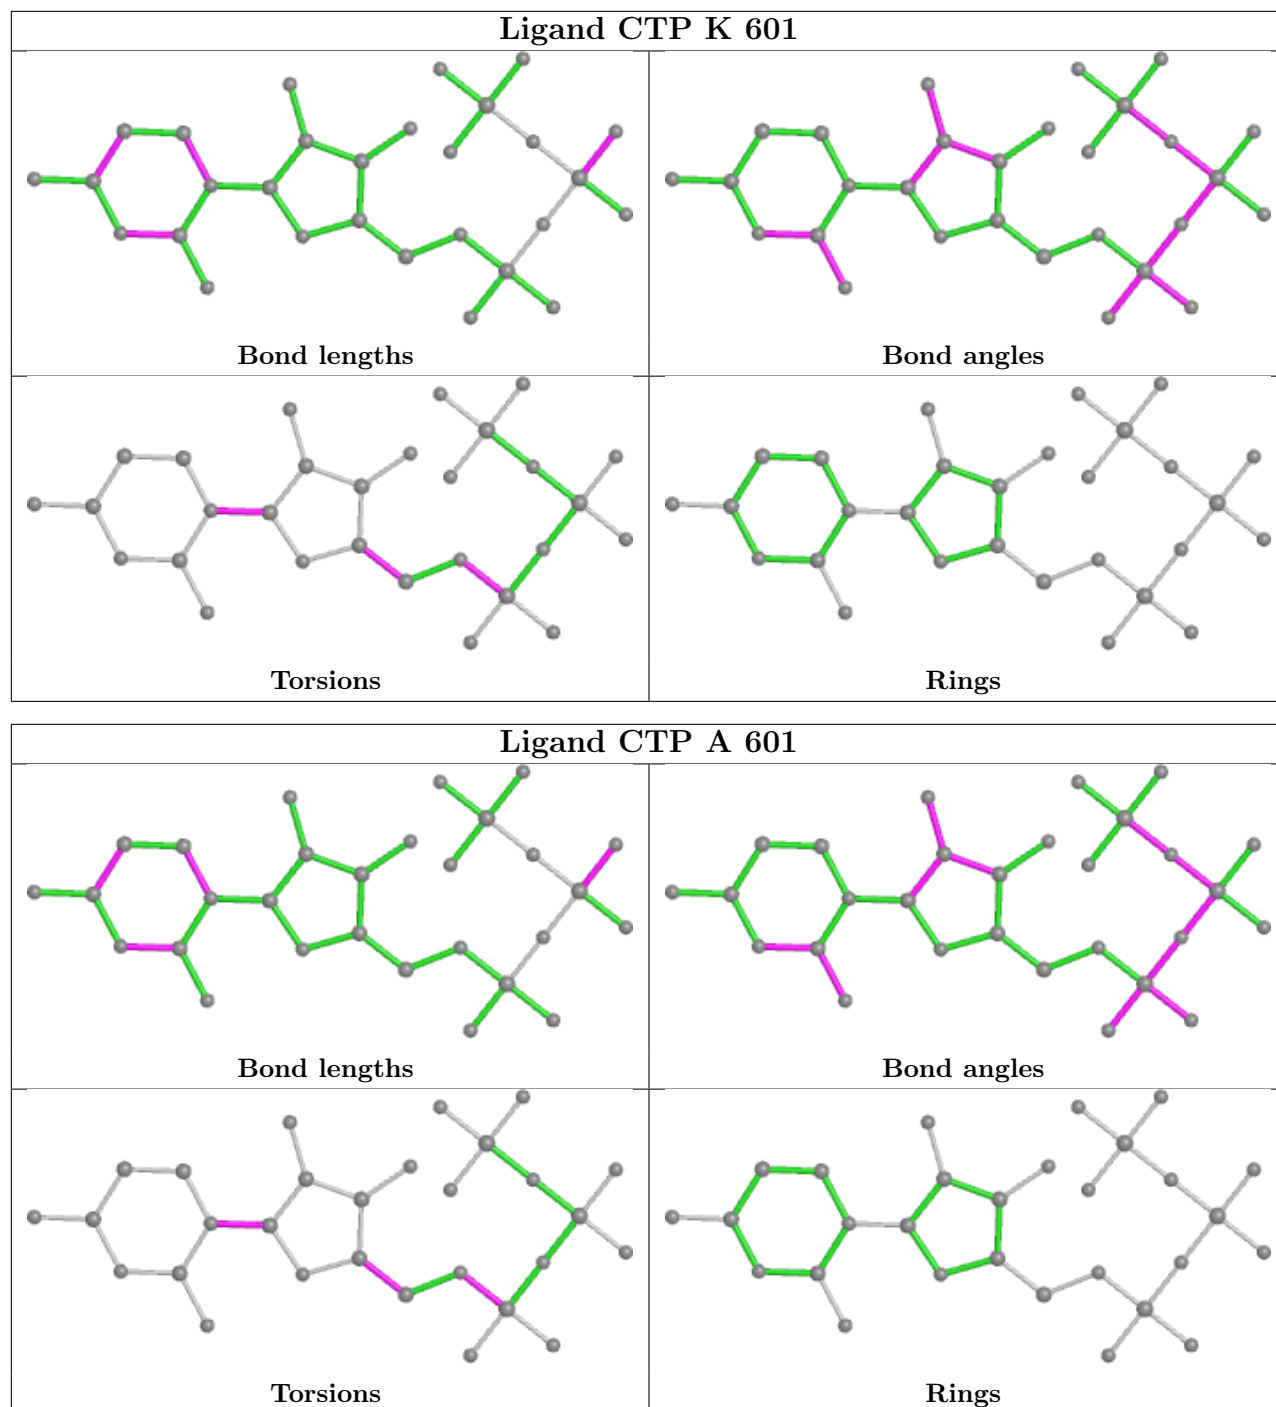 Ligand CTP K 601
Bond lengths
Bond angles
Torsions
Rings
Ligand CTP A 601
Bond lengths
Bond angles
Torsions
Rings